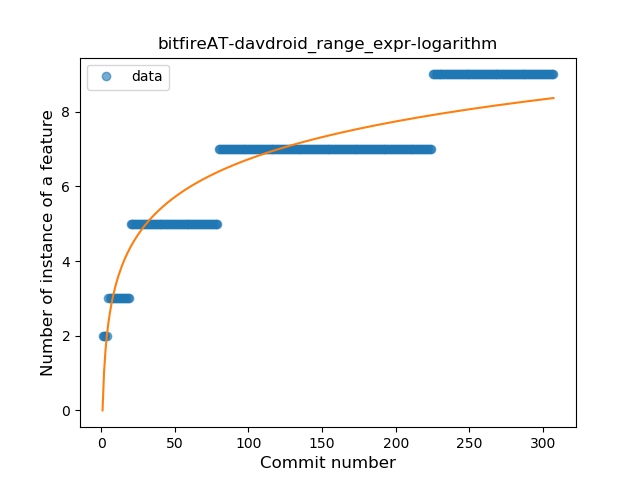 bitfireAT-davdroid_range_expr-logarithm
data
Number of instance of a feature
8
6
4
2
0
0 50 100 150 200 250 300
Commit number